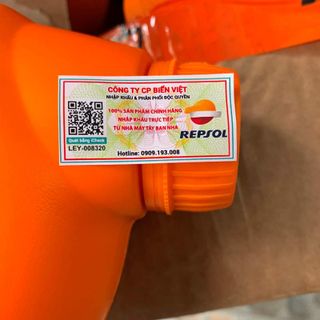 CÔNG TY CP BIỂN VIỆT
NHẬP KHẨU & PHÂN PHỐI ĐỘC QUYỀN
100% SẢN PHẨM CHÍNH HÃNG
NHẬP KHẨU TRỰC TIẾP
TỪ NHÀ MÁY TÂY BAN NHA
REPSOL
Quét bằng iCheck
LEY-008320
Hotline: 0909.193.008